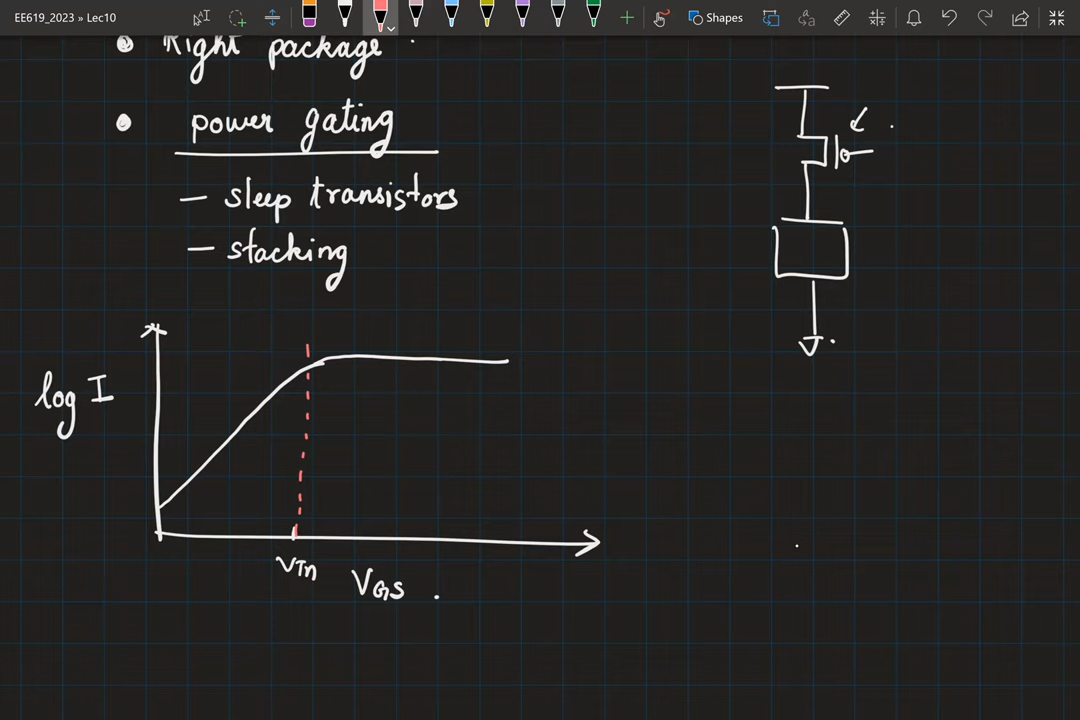 EE619_2023 » Lec10
Shapes
• Right package
• power gating
– sleep transistors
– stacking
log I
VTn
VGS